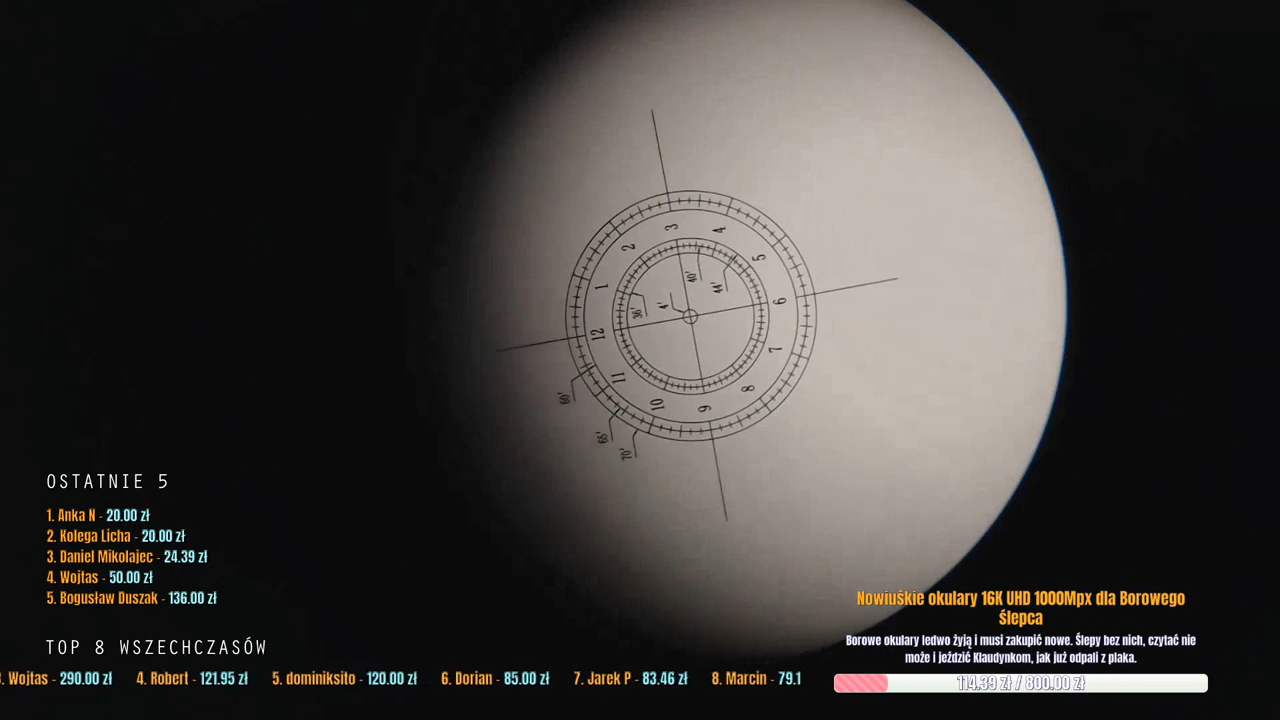 3
4
2
5
1
40'
44'
36'
4'
6
12
7
11
8
10
9
60'
65'
70'
OSTATNIE 5
1. Anka N - 20.00 zł
2. Kolega Licha - 20.00 zł
3. Daniel Mikołajec - 24.39 zł
4. Wojtas - 50.00 zł
5. Bogusław Duszak - 136.00 zł
TOP 8 WSZECHCZASÓW
. Wojtas - 290.00 zł 4. Robert - 121.95 zł 5. dominiksito - 120.00 zł 6. Dorian - 85.00 zł 7. Jarek P - 83.46 zł 8. Marcin - 79.1
Nowiuśkie okulary 16K UHD 1000Mpx dla Borowego
ślepca
Borowe okulary ledwo żyją i musi zakupić nowe. Ślepy bez nich, czytać nie
może i jeździć Klaudynkom, jak już odpali z plaka.
114.39 zł / 800.00 zł